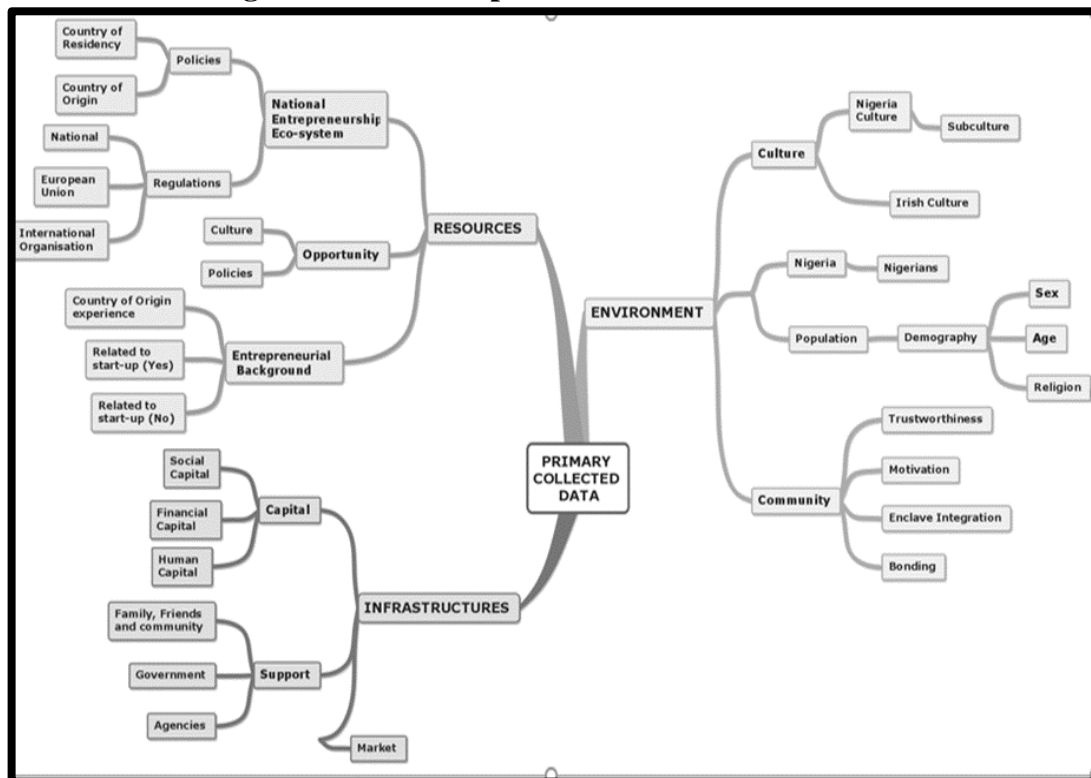 Country of
Residency
Policies
Country of
Origin
National
Entrepreneurship
Eco-system
National
European
Union
Regulations
International
Organisation
RESOURCES
Culture
Opportunity
Policies
Country of Origin
experience
Related to
start-up (Yes)
Entrepreneurial
Background
Related to
start-up (No)
Social
Capital
Capital
Financial
Capital
Human
Capital
INFRASTRUCTURES
Family, Friends
and community
Government
Support
Agencies
Market
PRIMARY
COLLECTED
DATA
ENVIRONMENT
Culture
Nigeria
Culture
Subculture
Irish Culture
Nigeria
Nigerians
Population
Demography
Sex
Age
Religion
Community
Trustworthiness
Motivation
Enclave Integration
Bonding